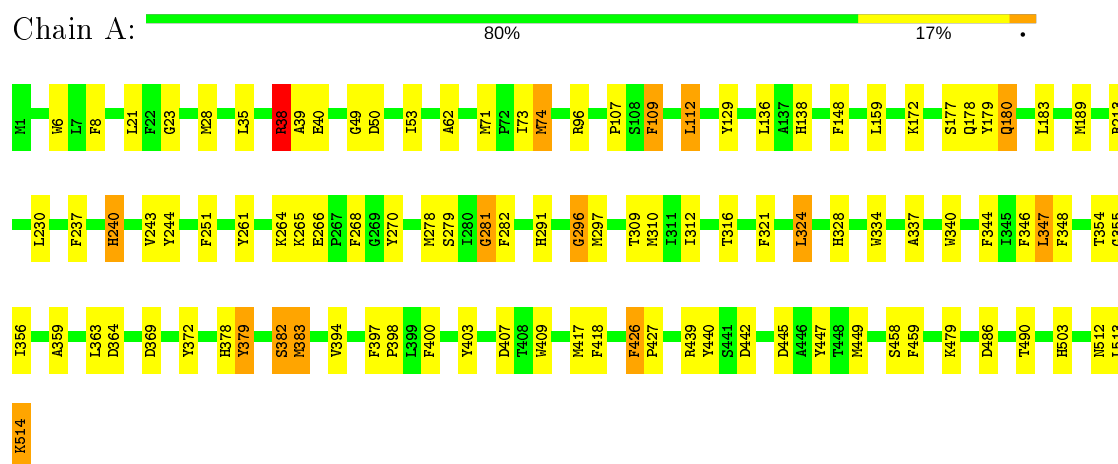 Chain A:
80% 17% •
M1 W6 L7 F8 L21 F22 G23 M28 L35 R38 A39 E40 G49 D50 I53 A62 M71 P72 I73 M74 R96 P107 S108 F109 L112 Y129 L136 A137 H138 F148 L159 K172 S177 Q178 Y179 Q180 L183 M189
L230 F237 H240 V243 Y244 F251 Y261 K264 K265 E266 P267 F268 G269 Y270 M278 S279 I280 G281 F282 H291 G296 M297 T309 M310 I311 I312 T316 F321 L324 H328 W334 A337 W340 F344 I345 F346 L347 F348 T354 G355
I356 A359 L363 D364 D369 Y372 H378 Y379 S382 M383 V394 F397 P398 L399 F400 Y403 D407 T408 W409 M417 F418 F426 P427 R439 Y440 S441 D442 D445 A446 Y447 T448 M449 S458 F459 K479 D486 T490 H503 N512 L513
K514